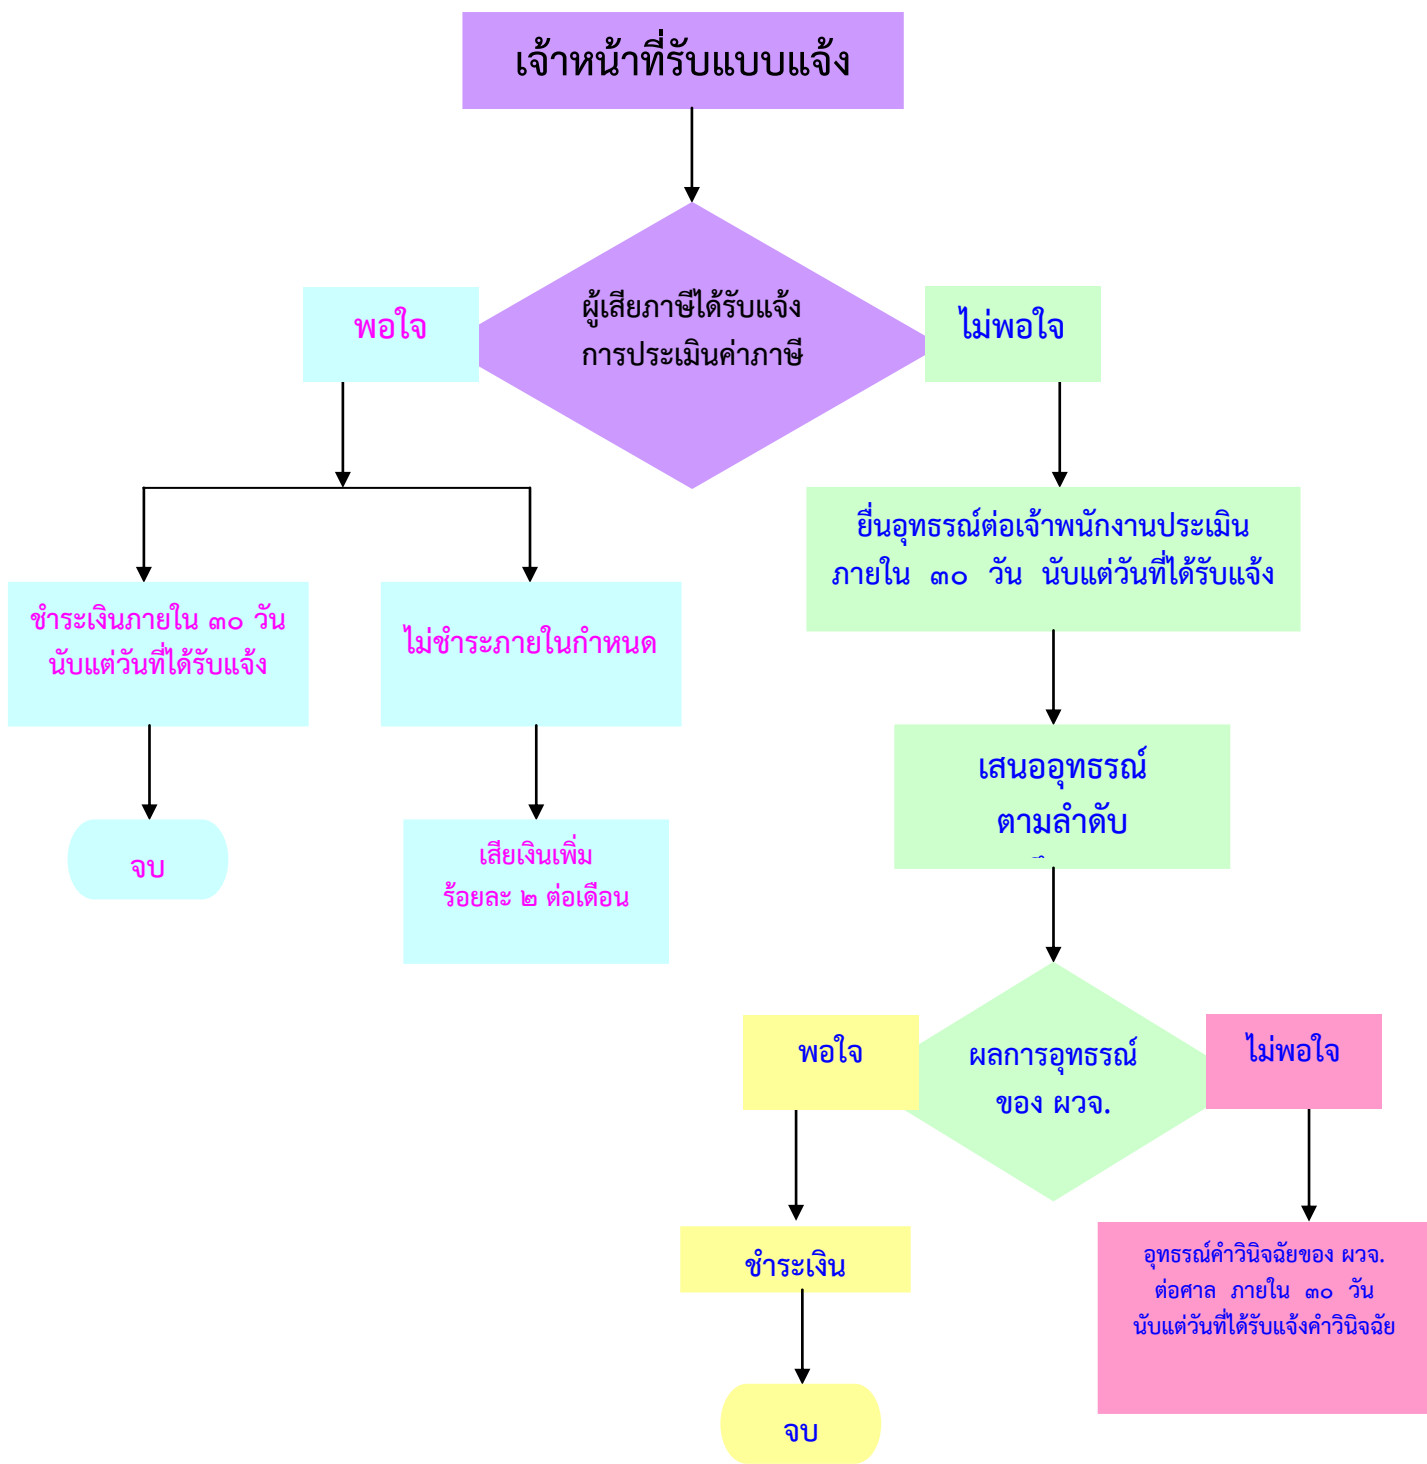 เจ้าหน้าที่รับแบบแจ้ง
ผู้เสียภาษีได้รับแจ้ง
การประเมินค่าภาษี
พอใจ
ไม่พอใจ
ชำระเงินภายใน ๓๐ วัน
นับแต่วันที่ได้รับแจ้ง
ไม่ชำระภายในกำหนด
ยื่นอุทธรณ์ต่อเจ้าพนักงานประเมิน
ภายใน ๓๐ วัน นับแต่วันที่ได้รับแจ้ง
จบ
เสียเงินเพิ่ม
ร้อยละ ๒ ต่อเดือน
เสนออุทธรณ์
ตามลำดับ
พอใจ
ผลการอุทธรณ์
ของ ผวจ.
ไม่พอใจ
ชำระเงิน
อุทธรณ์คำวินิจฉัยของ ผวจ.
ต่อศาล ภายใน ๓๐ วัน
นับแต่วันที่ได้รับแจ้งคำวินิจฉัย
จบ